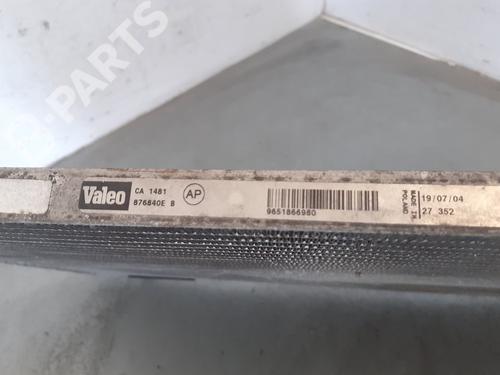 B-PARTS
Valeo
CA 1481
876840E B
AP
9651866980
MADE IN
POLAND
19/07/04
27 352